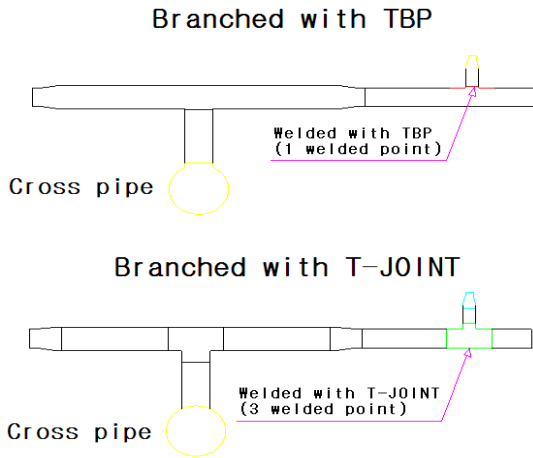 Branched with TBP
Welded with TBP
(1 welded point)
Cross pipe
Branched with T-JOINT
Welded with T-JOINT
(3 welded point)
Cross pipe